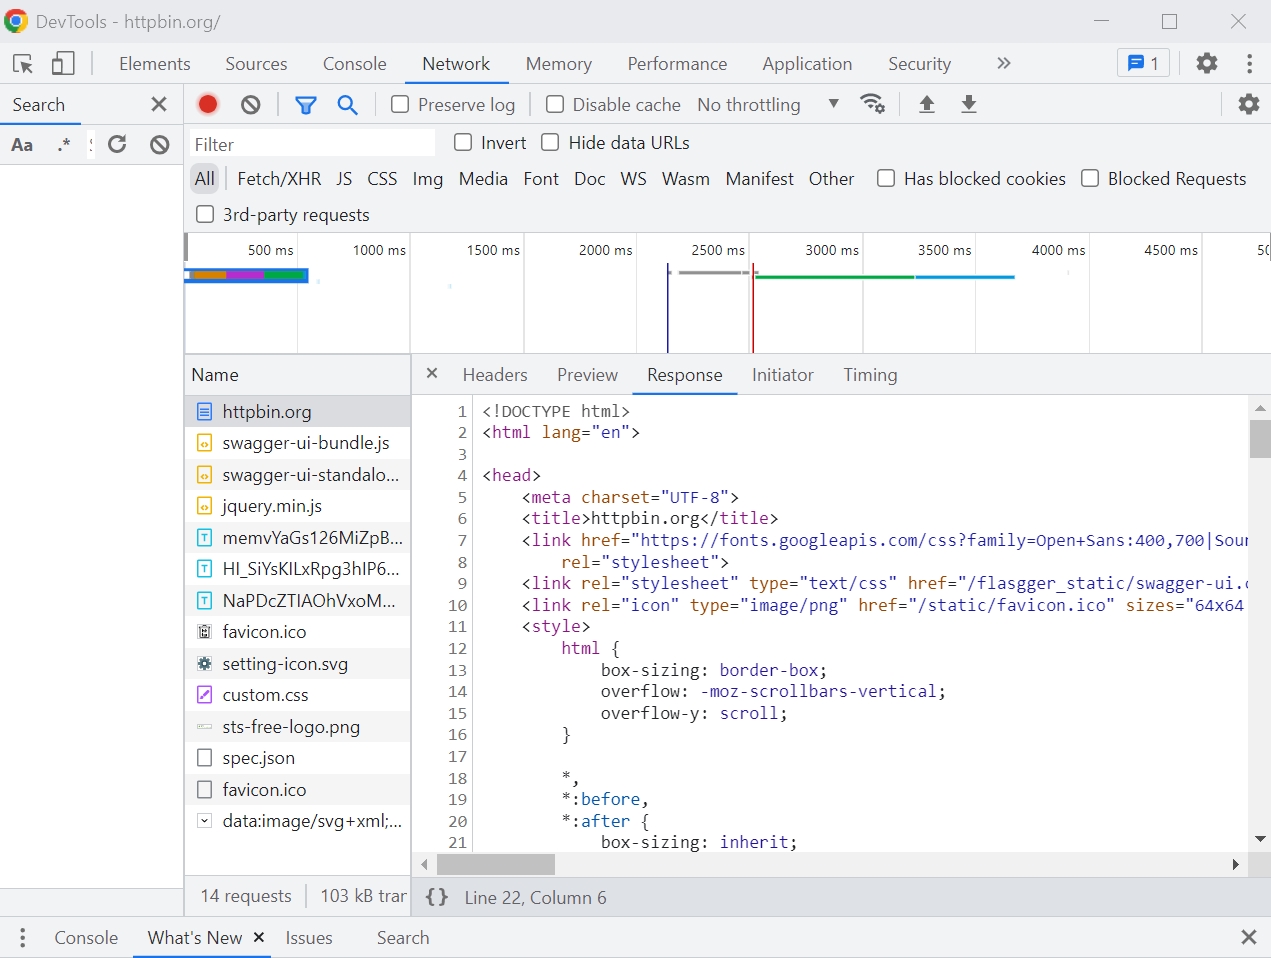 DevTools - httpbin.org/
Elements Sources Console Network Memory Performance Application Security » 1
Search
Preserve log Disable cache No throttling
Aa .*
Filter Invert Hide data URLs
All Fetch/XHR JS CSS Img Media Font Doc WS Wasm Manifest Other Has blocked cookies Blocked Requests
3rd-party requests
500 ms 1000 ms 1500 ms 2000 ms 2500 ms 3000 ms 3500 ms 4000 ms 4500 ms
Name
httpbin.org
swagger-ui-bundle.js
swagger-ui-standalo...
jquery.min.js
memvYaGs126MiZpB...
HI_SiYsKILxRpg3hIP6...
NaPDcZTIAOhVxoM...
favicon.ico
setting-icon.svg
custom.css
sts-free-logo.png
spec.json
favicon.ico
data:image/svg+xml;...
14 requests 103 kB tran
Headers Preview Response Initiator Timing
1 <!DOCTYPE html>
2 <html lang="en">
3
4 <head>
5 <meta charset="UTF-8">
6 <title>httpbin.org</title>
7 <link href="https://fonts.googleapis.com/css?family=Open+Sans:400,700|Sour
8 rel="stylesheet">
9 <link rel="stylesheet" type="text/css" href="/flasgger_static/swagger-ui.c
10 <link rel="icon" type="image/png" href="/static/favicon.ico" sizes="64x64
11 <style>
12 html {
13 box-sizing: border-box;
14 overflow: -moz-scrollbars-vertical;
15 overflow-y: scroll;
16 }
17
18 *,
19 *:before,
20 *:after {
21 box-sizing: inherit;
{} Line 22, Column 6
Console What's New Issues Search